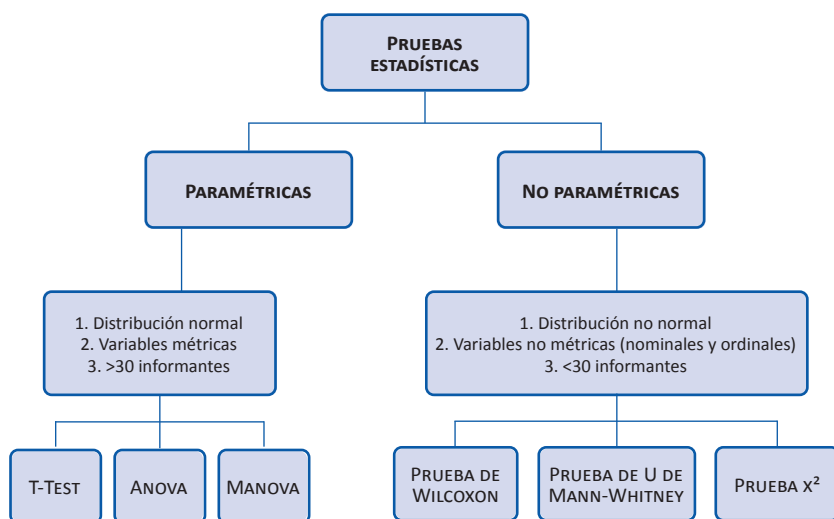 PRUEBAS
ESTADÍSTICAS
PARAMÉTRICAS
NO PARAMÉTRICAS
1. Distribución normal
2. Variables métricas
3. >30 informantes
1. Distribución no normal
2. Variables no métricas (nominales y ordinales)
3. <30 informantes
T-TEST
ANOVA
MANOVA
PRUEBA DE
WILCOXON
PRUEBA DE U DE
MANN-WHITNEY
PRUEBA X²